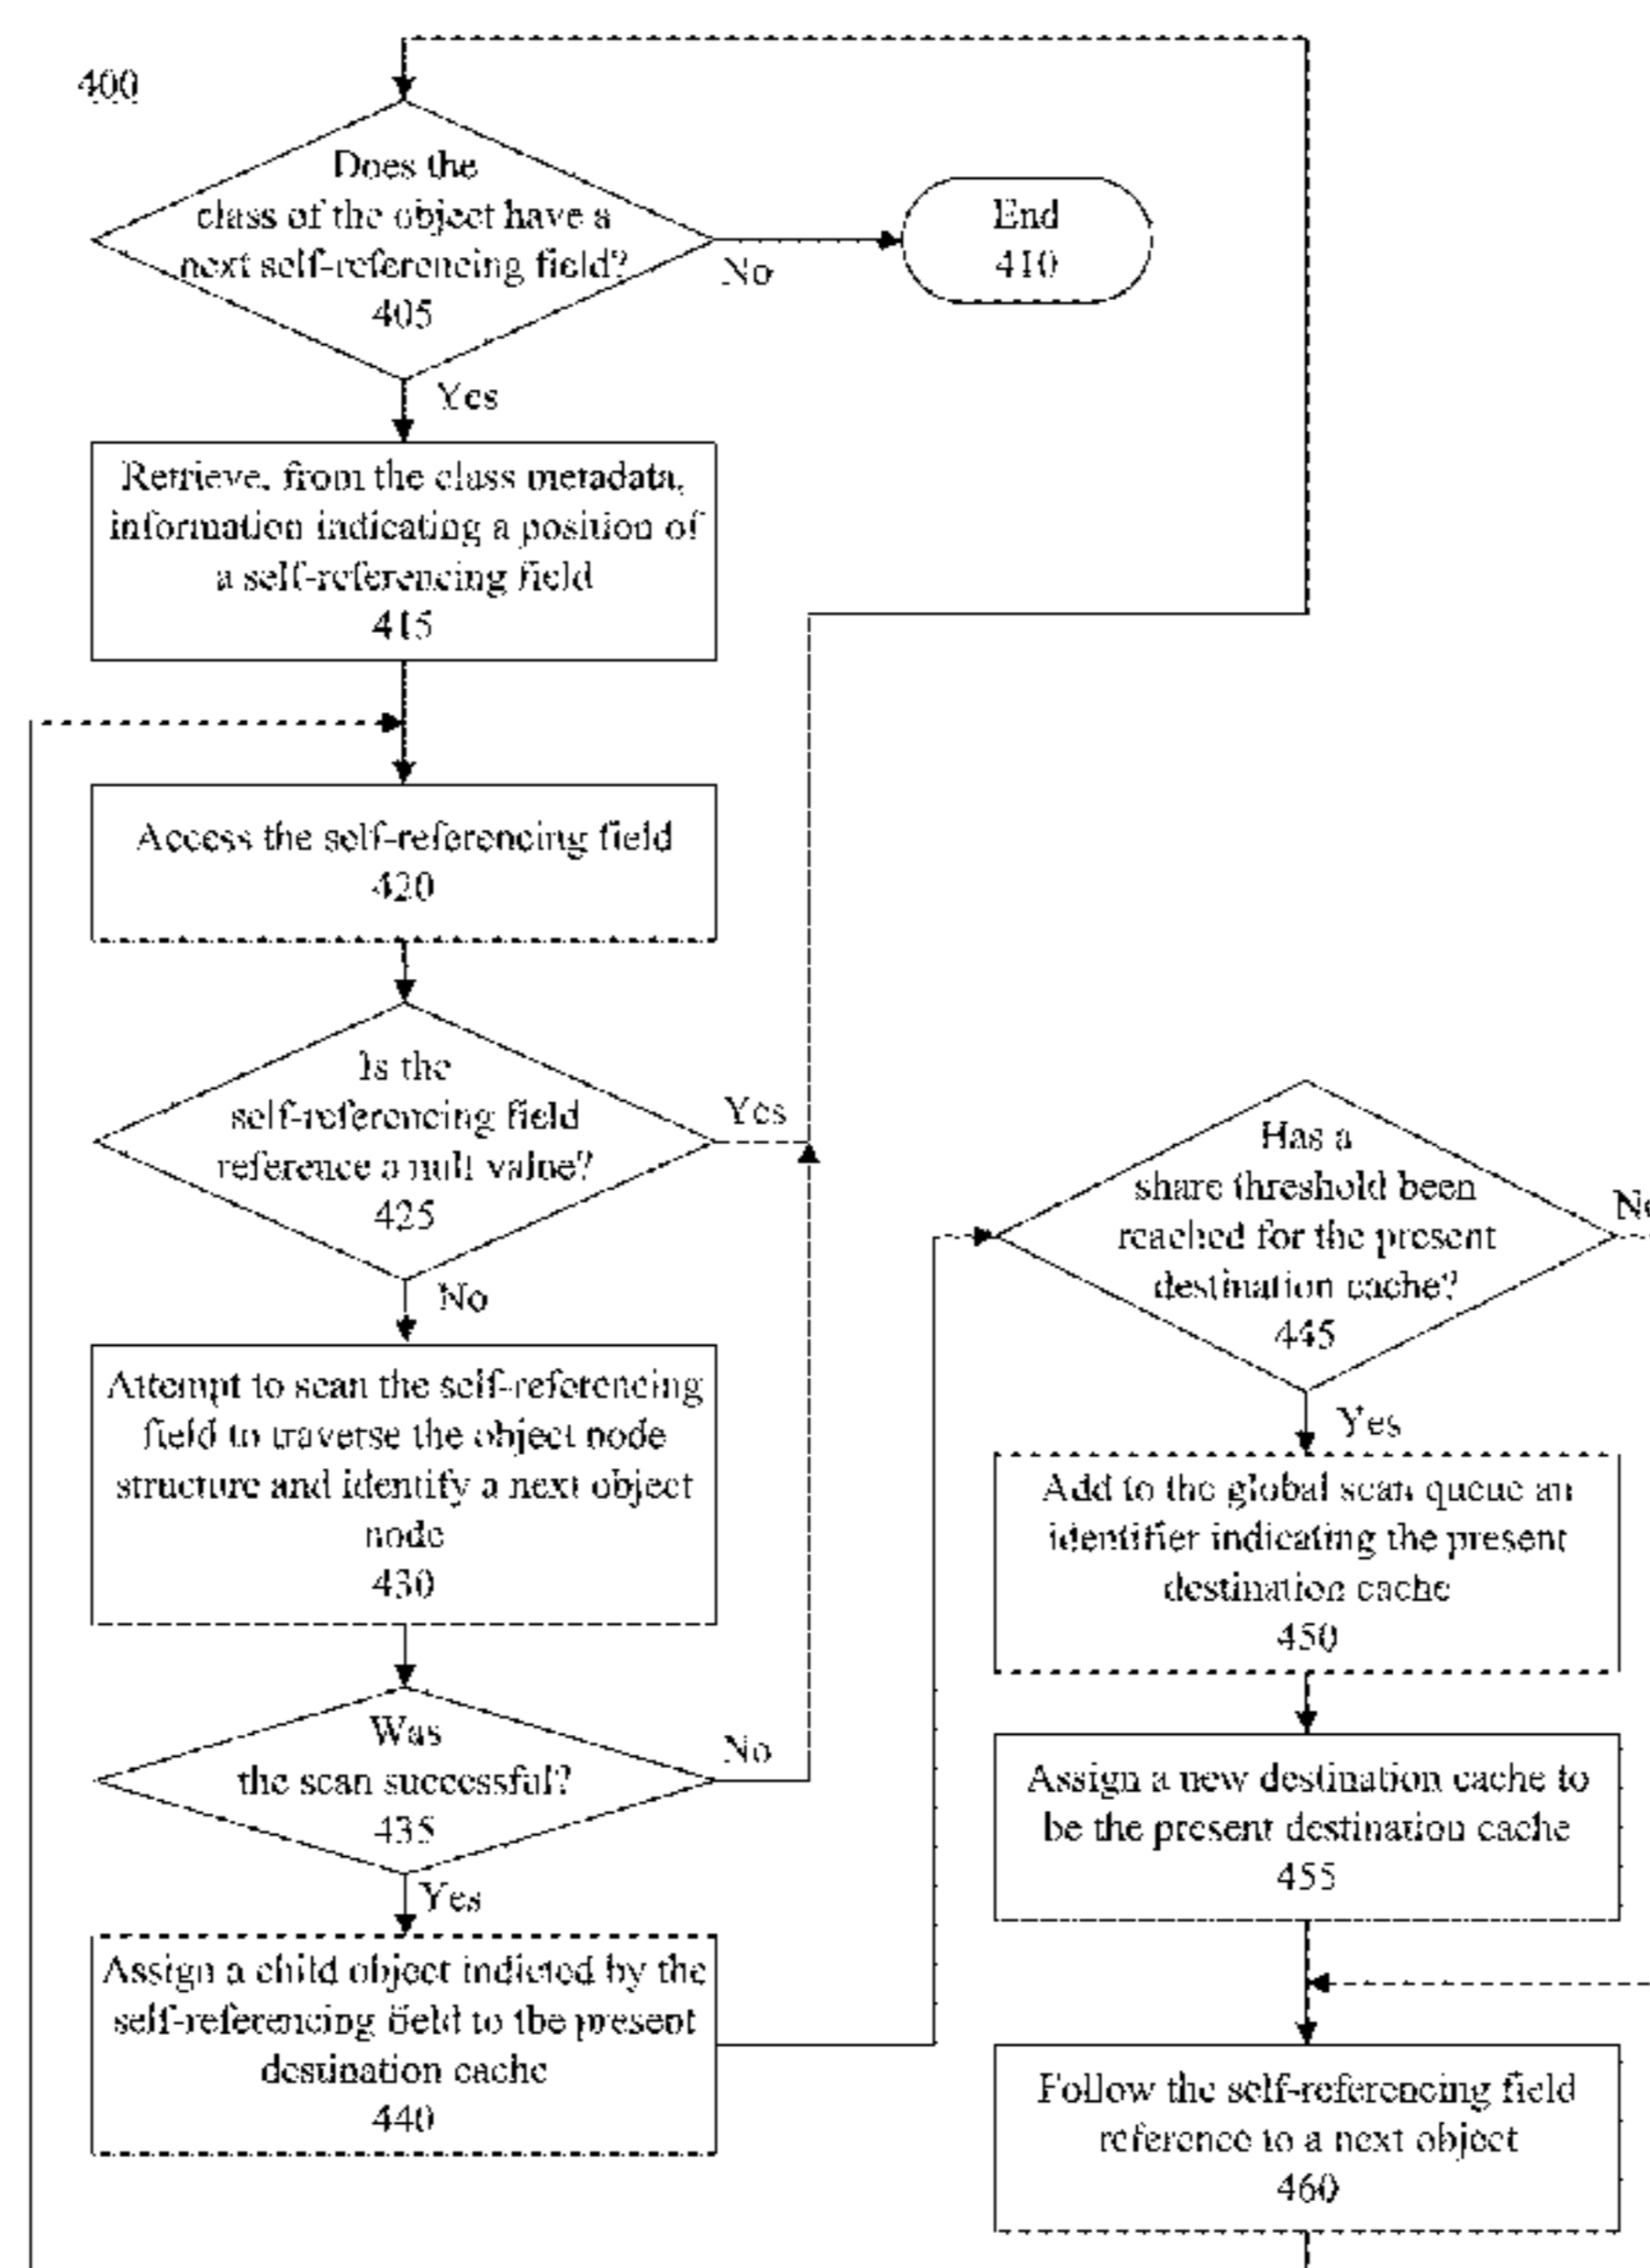 400
Does the
class of the object have a
next self-referencing field?
405
No
End
410
Yes
Retrieve, from the class metadata,
information indicating a position of
a self-referencing field
415
Access the self-referencing field
420
Is the
self-referencing field
reference a null value?
425
Yes
No
Attempt to scan the self-referencing
field to traverse the object node
structure and identify a next object
node
430
Was
the scan successful?
435
No
Yes
Assign a child object indicted by the
self-referencing field to the present
destination cache
440
Has a
share threshold been
reached for the present
destination cache?
445
Yes
Add to the global scan queue an
identifier indicating the present
destination cache
450
Assign a new destination cache to
be the present destination cache
455
Follow the self-referencing field
reference to a next object
460